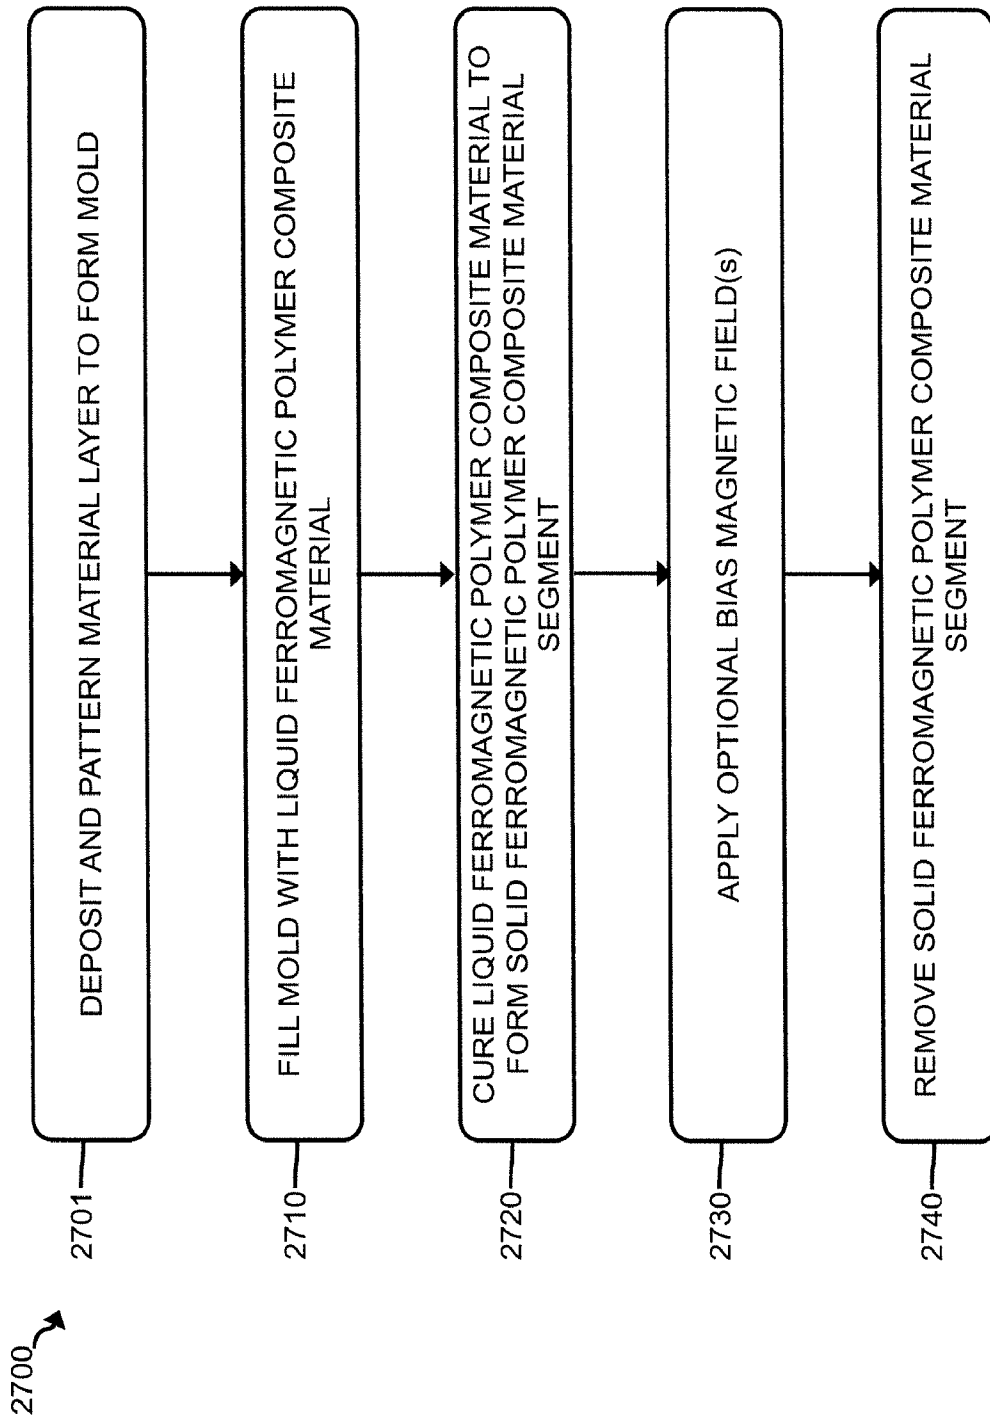 2700
2701
DEPOSIT AND PATTERN MATERIAL LAYER TO FORM MOLD
2710
FILL MOLD WITH LIQUID FERROMAGNETIC POLYMER COMPOSITE
MATERIAL
2720
CURE LIQUID FERROMAGNETIC POLYMER COMPOSITE MATERIAL TO
FORM SOLID FERROMAGNETIC POLYMER COMPOSITE MATERIAL
SEGMENT
2730
APPLY OPTIONAL BIAS MAGNETIC FIELD(s)
2740
REMOVE SOLID FERROMAGNETIC POLYMER COMPOSITE MATERIAL
SEGMENT